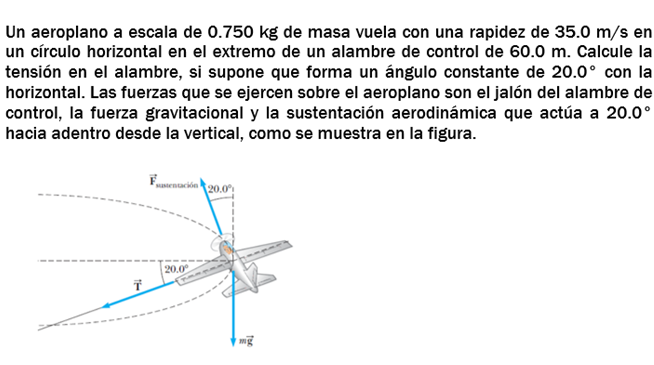 Un aeroplano a escala de 0.750 kg de masa vuela con una rapidez de 35.0 m/s en
un círculo horizontal en el extremo de un alambre de control de 60.0 m. Calcule la
tensión en el alambre, si supone que forma un ángulo constante de 20.0° con la
horizontal. Las fuerzas que se ejercen sobre el aeroplano son el jalón del alambre de
control, la fuerza gravitacional y la sustentación aerodinámica que actúa a 20.0°
hacia adentro desde la vertical, como se muestra en la figura.
F⃗ sustentación 20.0°
20.0°
T⃗
mg⃗